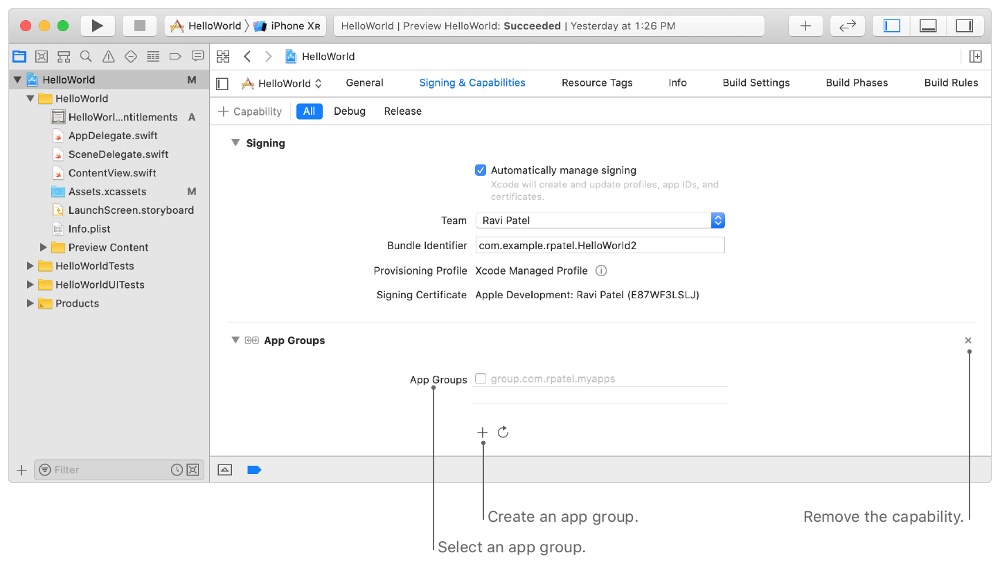 HelloWorld iPhone XR
HelloWorld | Preview HelloWorld: Succeeded | Yesterday at 1:26 PM
HelloWorld
HelloWorld M
HelloWorld
HelloWorl...ntitlements A
AppDelegate.swift
SceneDelegate.swift
ContentView.swift
Assets.xcassets M
LaunchScreen.storyboard
Info.plist
Preview Content
HelloWorldTests
HelloWorldUITests
Products
Filter
HelloWorld General Signing & Capabilities Resource Tags Info Build Settings Build Phases Build Rules
+ Capability All Debug Release
Signing
Automatically manage signing
Xcode will create and update profiles, app IDs, and
certificates.
Team Ravi Patel
Bundle Identifier com.example.rpatel.HelloWorld2
Provisioning Profile Xcode Managed Profile
Signing Certificate Apple Development: Ravi Patel (E87WF3LSLJ)
App Groups
App Groups group.com.rpatel.myapps
Create an app group.
Remove the capability.
Select an app group.